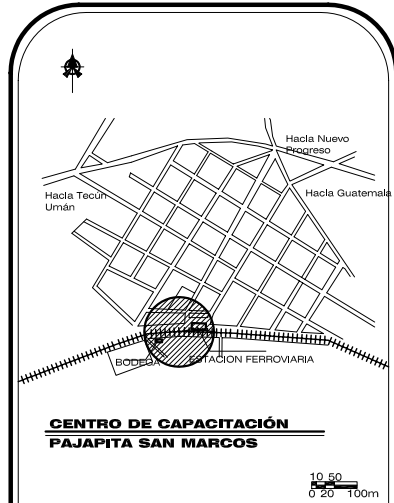 Hacla Nuevo
Progreso
Hacla Tecún
Umán
Hacla Guatemala
BODEGA
ESTACION FERROVIARIA
CENTRO DE CAPACITACIÓN
PAJAPITA SAN MARCOS
10 50
0 20 100m